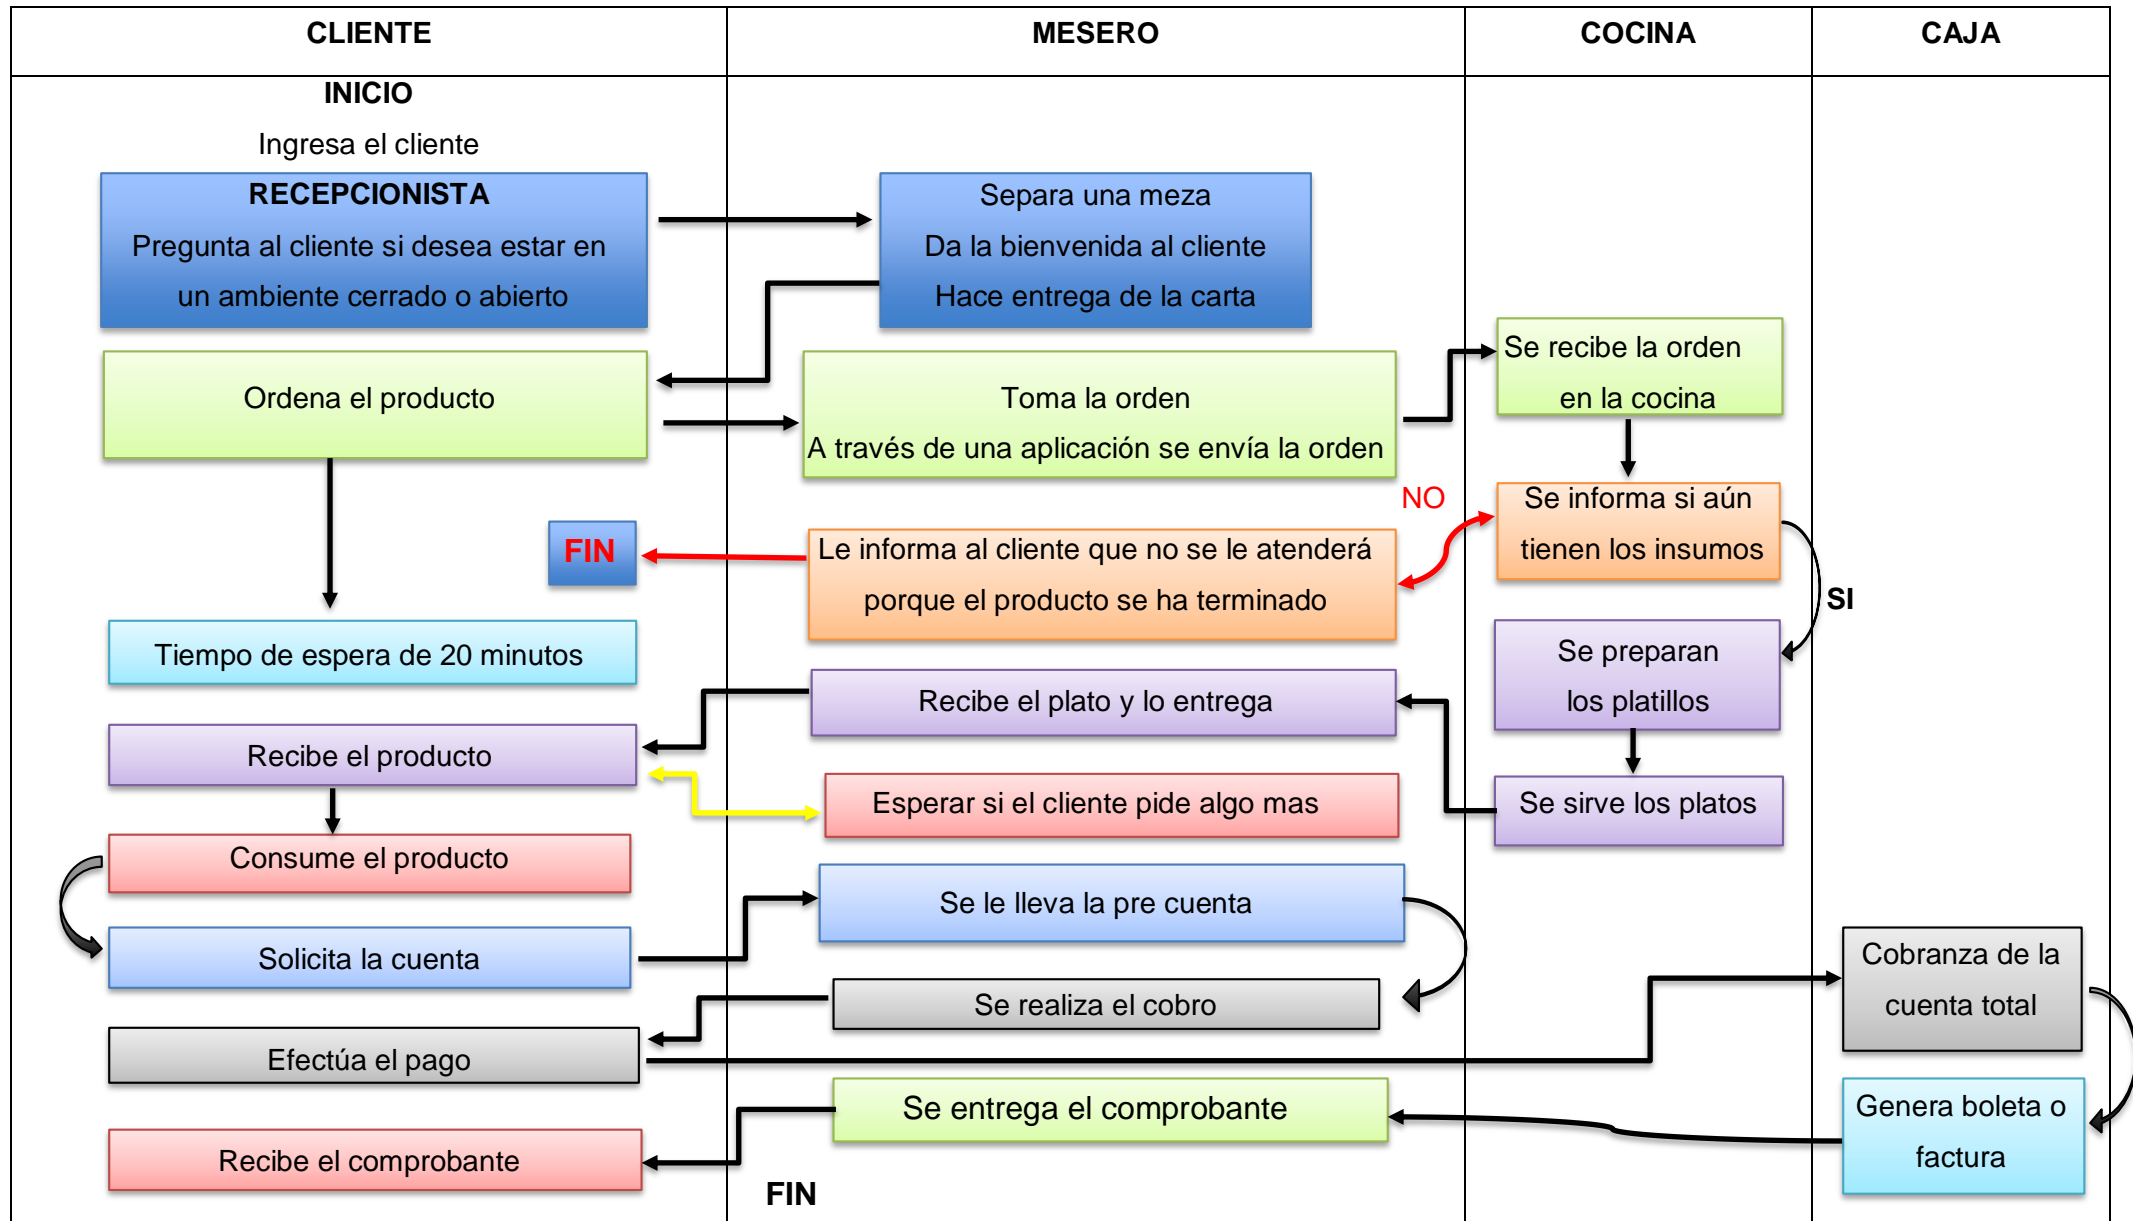 CLIENTE
MESERO
COCINA
CAJA
INICIO
Ingresa el cliente
RECEPCIONISTA
Pregunta al cliente si desea estar en
un ambiente cerrado o abierto
Separa una meza
Da la bienvenida al cliente
Hace entrega de la carta
Ordena el producto
Toma la orden
A través de una aplicación se envía la orden
Se recibe la orden
en la cocina
NO
Se informa si aún
tienen los insumos
FIN
Le informa al cliente que no se le atenderá
porque el producto se ha terminado
SI
Tiempo de espera de 20 minutos
Se preparan
los platillos
Recibe el plato y lo entrega
Recibe el producto
Esperar si el cliente pide algo mas
Se sirve los platos
Consume el producto
Se le lleva la pre cuenta
Solicita la cuenta
Cobranza de la
cuenta total
Se realiza el cobro
Efectúa el pago
Se entrega el comprobante
Genera boleta o
factura
Recibe el comprobante
FIN